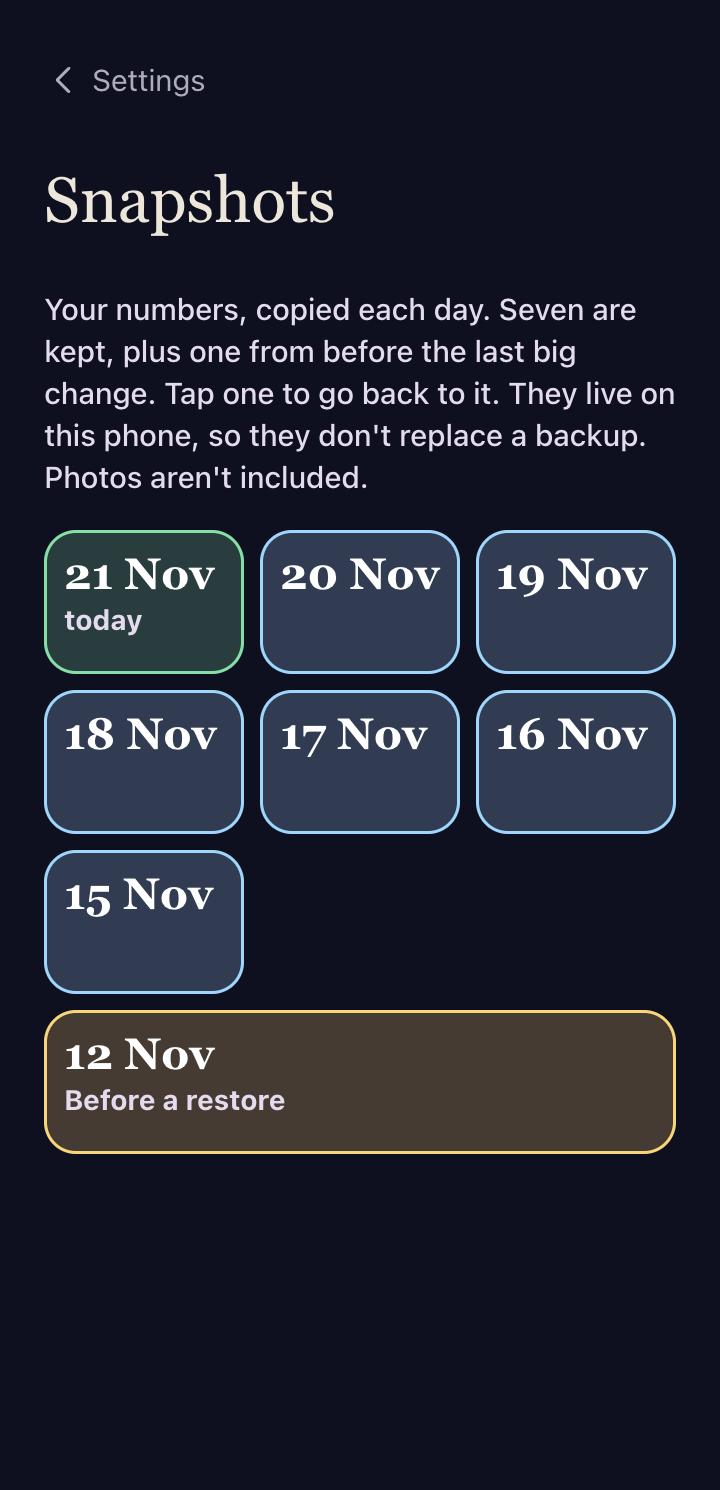 Settings
Snapshots
Your numbers, copied each day. Seven are
kept, plus one from before the last big
change. Tap one to go back to it. They live on
this phone, so they don't replace a backup.
Photos aren't included.
21 Nov
today
20 Nov
19 Nov
18 Nov
17 Nov
16 Nov
15 Nov
12 Nov
Before a restore